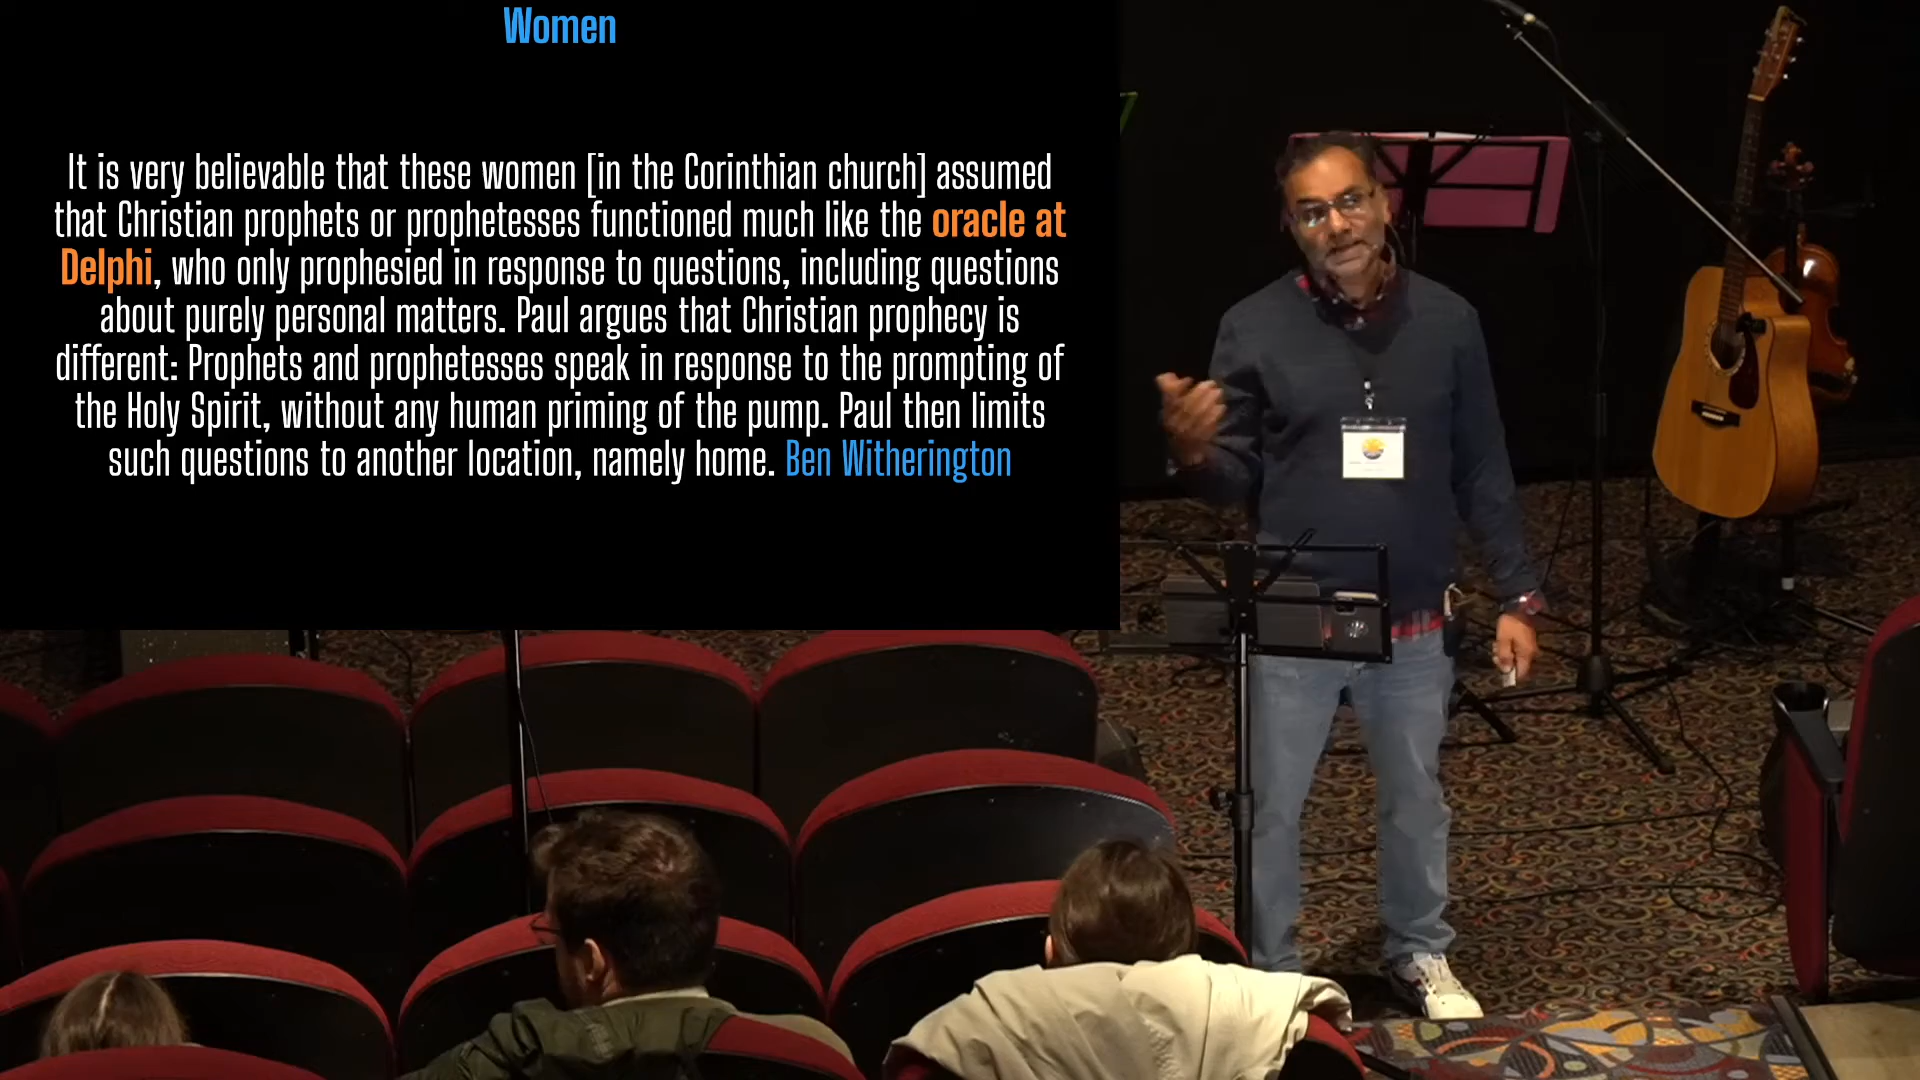 Women
It is very believable that these women [in the Corinthian church] assumed
that Christian prophets or prophetesses functioned much like the oracle at
Delphi, who only prophesied in response to questions, including questions
about purely personal matters. Paul argues that Christian prophecy is
different: Prophets and prophetesses speak in response to the prompting of
the Holy Spirit, without any human priming of the pump. Paul then limits
such questions to another location, namely home. Ben Witherington